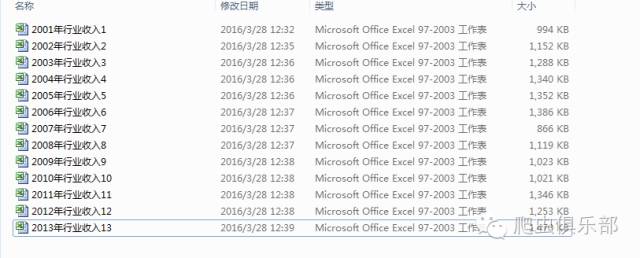 名称 修改日期 类型 大小
2001年行业收入1 2016/3/28 12:32 Microsoft Office Excel 97-2003 工作表 994 KB
2002年行业收入2 2016/3/28 12:35 Microsoft Office Excel 97-2003 工作表 1,152 KB
2003年行业收入3 2016/3/28 12:36 Microsoft Office Excel 97-2003 工作表 1,288 KB
2004年行业收入4 2016/3/28 12:36 Microsoft Office Excel 97-2003 工作表 1,340 KB
2005年行业收入5 2016/3/28 12:36 Microsoft Office Excel 97-2003 工作表 1,352 KB
2006年行业收入6 2016/3/28 12:37 Microsoft Office Excel 97-2003 工作表 1,386 KB
2007年行业收入7 2016/3/28 12:37 Microsoft Office Excel 97-2003 工作表 866 KB
2008年行业收入8 2016/3/28 12:37 Microsoft Office Excel 97-2003 工作表 1,119 KB
2009年行业收入9 2016/3/28 12:38 Microsoft Office Excel 97-2003 工作表 1,023 KB
2010年行业收入10 2016/3/28 12:38 Microsoft Office Excel 97-2003 工作表 1,021 KB
2011年行业收入11 2016/3/28 12:38 Microsoft Office Excel 97-2003 工作表 1,346 KB
2012年行业收入12 2016/3/28 12:38 Microsoft Office Excel 97-2003 工作表 1,253 KB
2013年行业收入13 2016/3/28 12:39 Microsoft Office Excel 97-2003 工作表 KB
爬虫俱乐部